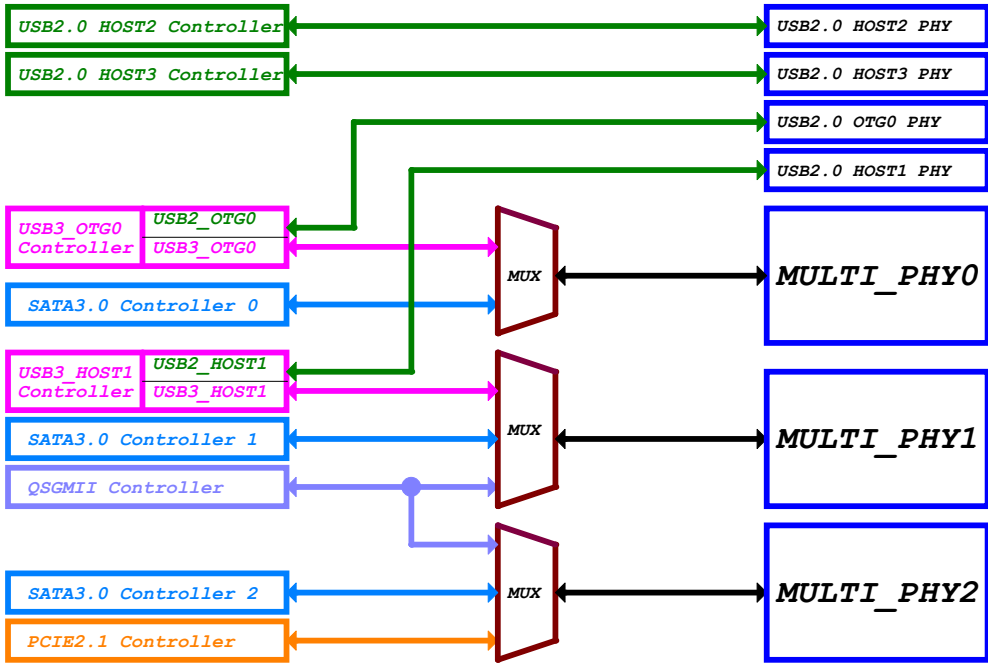 USB2.0 HOST2 Controller
USB2.0 HOST2 PHY
USB2.0 HOST3 Controller
USB2.0 HOST3 PHY
USB2.0 OTG0 PHY
USB2.0 HOST1 PHY
USB3_OTG0
Controller
USB2_OTG0
USB3_OTG0
MUX
MULTI_PHY0
SATA3.0 Controller 0
USB3_HOST1
Controller
USB2_HOST1
USB3_HOST1
MUX
MULTI_PHY1
SATA3.0 Controller 1
QSGMII Controller
MUX
MULTI_PHY2
SATA3.0 Controller 2
PCIE2.1 Controller